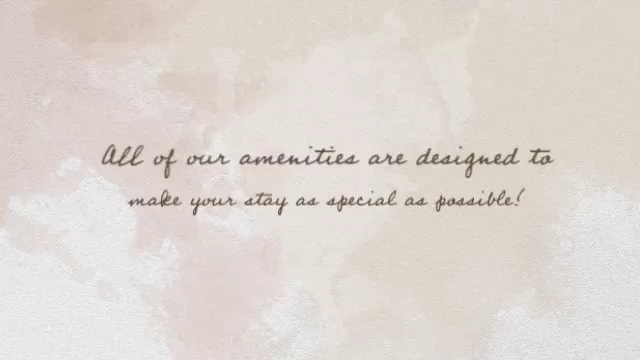 All of our amenities are designed to
make your stay as special as possible!